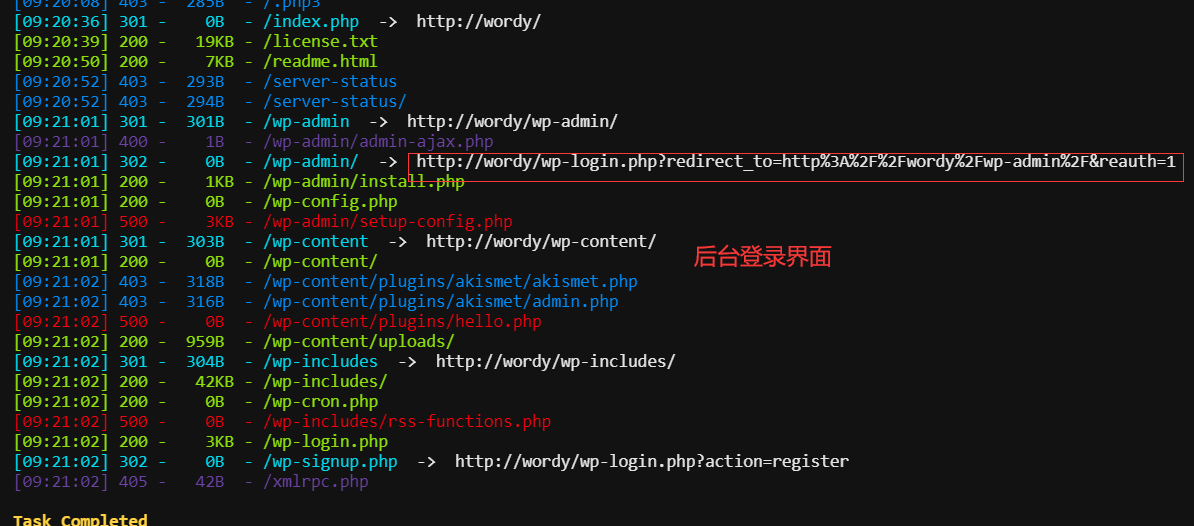 [09:20:08] 403 -   285B  - /.php3
[09:20:36] 301 -     0B  - /index.php  ->  http://wordy/
[09:20:39] 200 -    19KB - /license.txt
[09:20:50] 200 -     7KB - /readme.html
[09:20:52] 403 -   293B  - /server-status
[09:20:52] 403 -   294B  - /server-status/
[09:21:01] 301 -   301B  - /wp-admin  ->  http://wordy/wp-admin/
[09:21:01] 400 -     1B  - /wp-admin/admin-ajax.php
[09:21:01] 302 -     0B  - /wp-admin/  ->  http://wordy/wp-login.php?redirect_to=http%3A%2F%2Fwordy%2Fwp-admin%2F&reauth=1
[09:21:01] 200 -     1KB - /wp-admin/install.php
[09:21:01] 200 -     0B  - /wp-config.php
[09:21:01] 500 -     3KB - /wp-admin/setup-config.php
[09:21:01] 301 -   303B  - /wp-content  ->  http://wordy/wp-content/
后台登录界面
[09:21:01] 200 -     0B  - /wp-content/
[09:21:02] 403 -   318B  - /wp-content/plugins/akismet/akismet.php
[09:21:02] 403 -   316B  - /wp-content/plugins/akismet/admin.php
[09:21:02] 500 -     0B  - /wp-content/plugins/hello.php
[09:21:02] 200 -   959B  - /wp-content/uploads/
[09:21:02] 301 -   304B  - /wp-includes  ->  http://wordy/wp-includes/
[09:21:02] 200 -    42KB - /wp-includes/
[09:21:02] 200 -     0B  - /wp-cron.php
[09:21:02] 500 -     0B  - /wp-includes/rss-functions.php
[09:21:02] 200 -     3KB - /wp-login.php
[09:21:02] 302 -     0B  - /wp-signup.php  ->  http://wordy/wp-login.php?action=register
[09:21:02] 405 -    42B  - /xmlrpc.php
Task Completed